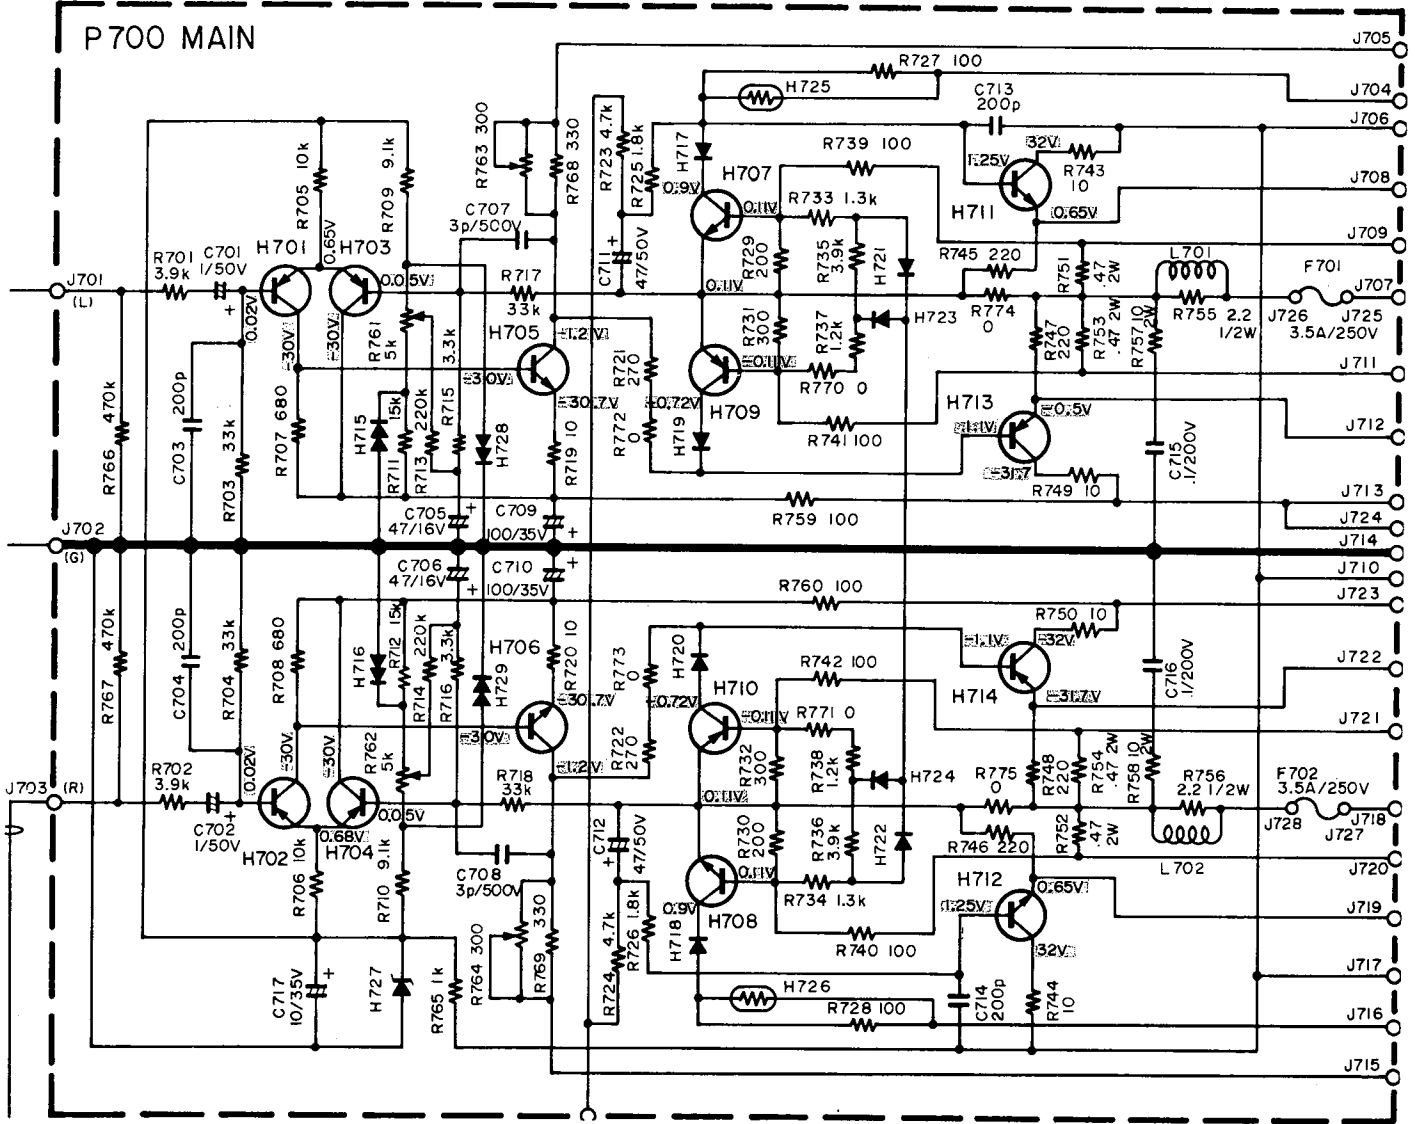 P700 MAIN
J705
R727 100
H725
J704
C713
200p
J706
R763 300
R768 330
R723 4.7k
R725 1.8k
H717
R705 10k
R709 9.1k
R739 100
32V
1.25V
R743
10
J708
H707
0.9V
0.11V
R733 1.3k
H711
0.65V
C707
3p/500V
R701
3.9k
C701
1/50V
H701
0.65V
H703
C711
+
47/50V
R729
200
R735
3.9k
H721
R745 220
R751
.47
2W
J709
L701
F701
J701
(L)
+
0.02V
0.05V
R717
33k
0.11V
H723
R774
0
R755
2.2
1/2W
J726
J725
J707
3.5A/250V
-30V
-30V
R761
5k
3.3k
H705
-1.2V
R731
300
R737
1.2k
R747
220
R753
.47 2W
R757 10
2W
R721
270
-0.11V
R770 0
-30V
-30.7V
-0.72V
H709
J711
470k
200p
R707 680
H715
15k
220k
R715
R772
0
H719
R741 100
H713
-0.5V
-1.1V
J712
R766
C703
R703 33k
R711
R713
H728
R719 10
-31.7
R749 10
C715
.1/200V
J713
R759 100
C705
47/16V
+
C709
100/35V
+
J724
J702
(G)
J714
C706
47/16V
+
C710
100/35V
+
J710
R760 100
J723
R750 10
470k
200p
33k
R708 680
H716
R712 15k
220k
3.3k
H706
R720 10
R773
0
H720
-1.1V
-32V
R742 100
H714
C716
.1/200V
J722
R767
C704
R704
R714
R716
H729
-30.7V
-0.72V
H710
-0.11V
R771 0
-31.7V
-30V
J721
-30V
-30V
R762
5k
-1.2V
R722
270
R732
300
R738
1.2k
H724
R775
0
R748
220
R754
.47 2W
R758 10
2W
R756
2.2 1/2W
F702
3.5A/250V
R702
3.9k
0.02V
R718
33k
0.11V
J703
(R)
0.05V
J728
J727
J718
C702
1/50V
+
H702
0.68V
H704
C712
+
47/50V
R730
200
R736
3.9k
H722
R746 220
R752
.47
2W
L702
J720
R706 10k
R710 9.1k
C708
3p/500V
0.11V
R734 1.3k
H712
0.65V
1.25V
0.9V
H708
J719
R764 300
R769 330
R724 4.7k
R726 1.8k
H718
R740 100
32V
C717
10/35V
+
H727
R765 1k
H726
C714
200p
R744
10
J717
R728 100
J716
J715